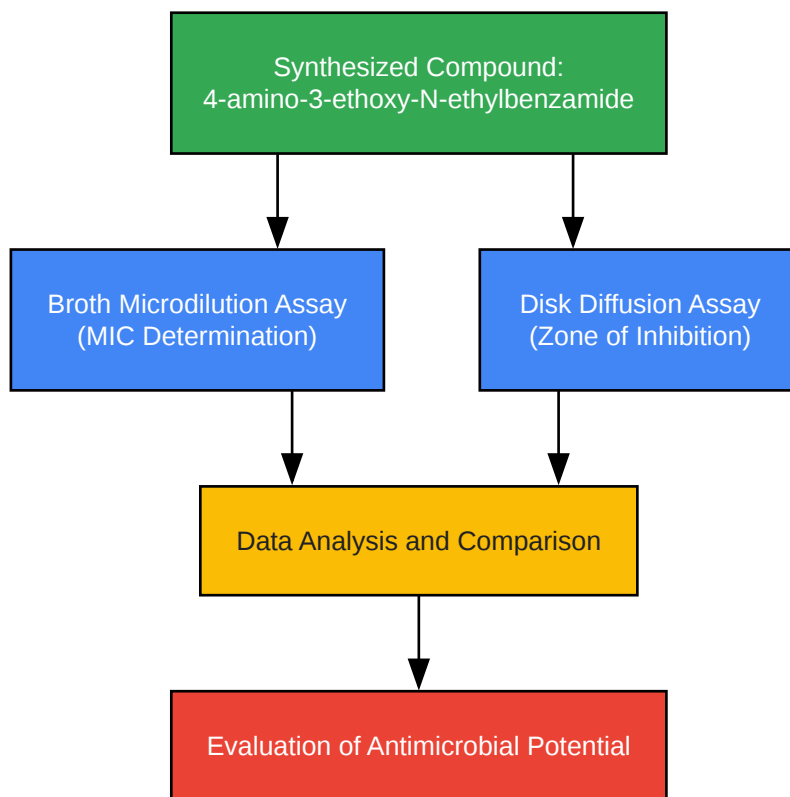 Synthesized Compound:
4-amino-3-ethoxy-N-ethylbenzamide
Broth Microdilution Assay
(MIC Determination)
Disk Diffusion Assay
(Zone of Inhibition)
Data Analysis and Comparison
Evaluation of Antimicrobial Potential